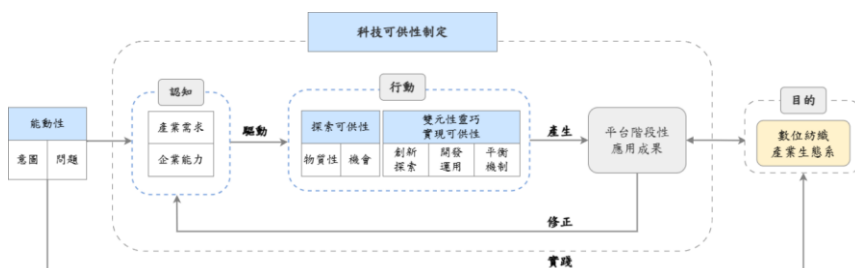 科技可供性制定
認知
行動
目的
能動性
意圖
問題
產業需求
企業能力
驅動
探索可供性
物質性
機會
雙元性靈巧
實現可供性
創新
探索
開發
運用
平衡
機制
產生
平台階段性
應用成果
數位紡織
產業生態系
修正
實踐